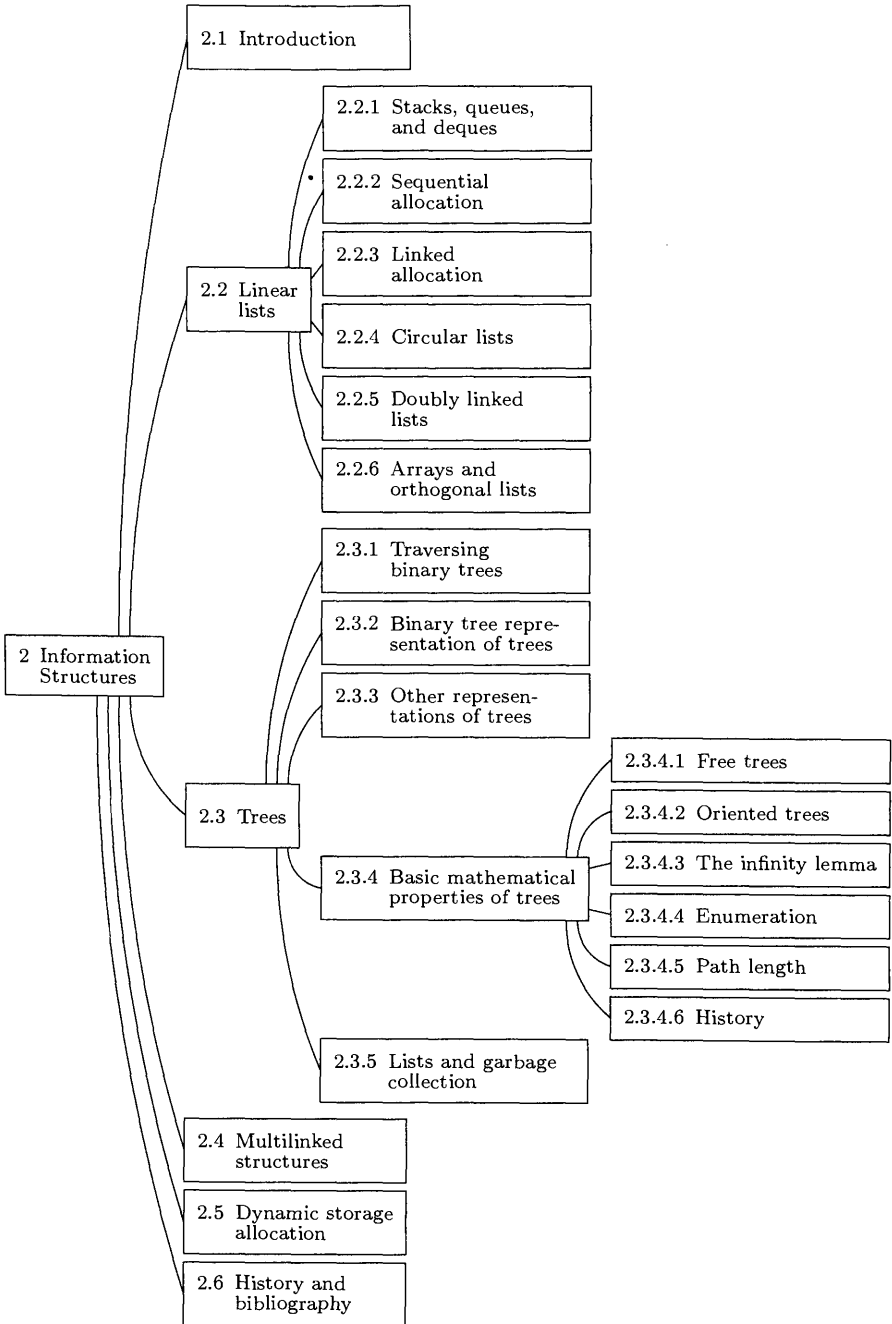 2.1 Introduction
2.2.1 Stacks, queues,
and deques
2.2.2 Sequential
allocation
2.2.3 Linked
allocation
2.2 Linear
lists
2.2.4 Circular lists
2.2.5 Doubly linked
lists
2.2.6 Arrays and
orthogonal lists
2.3.1 Traversing
binary trees
2.3.2 Binary tree repre-
sentation of trees
2 Information
Structures
2.3.3 Other represen-
tations of trees
2.3 Trees
2.3.4 Basic mathematical
properties of trees
2.3.4.1 Free trees
2.3.4.2 Oriented trees
2.3.4.3 The infinity lemma
2.3.4.4 Enumeration
2.3.4.5 Path length
2.3.4.6 History
2.3.5 Lists and garbage
collection
2.4 Multilinked
structures
2.5 Dynamic storage
allocation
2.6 History and
bibliography